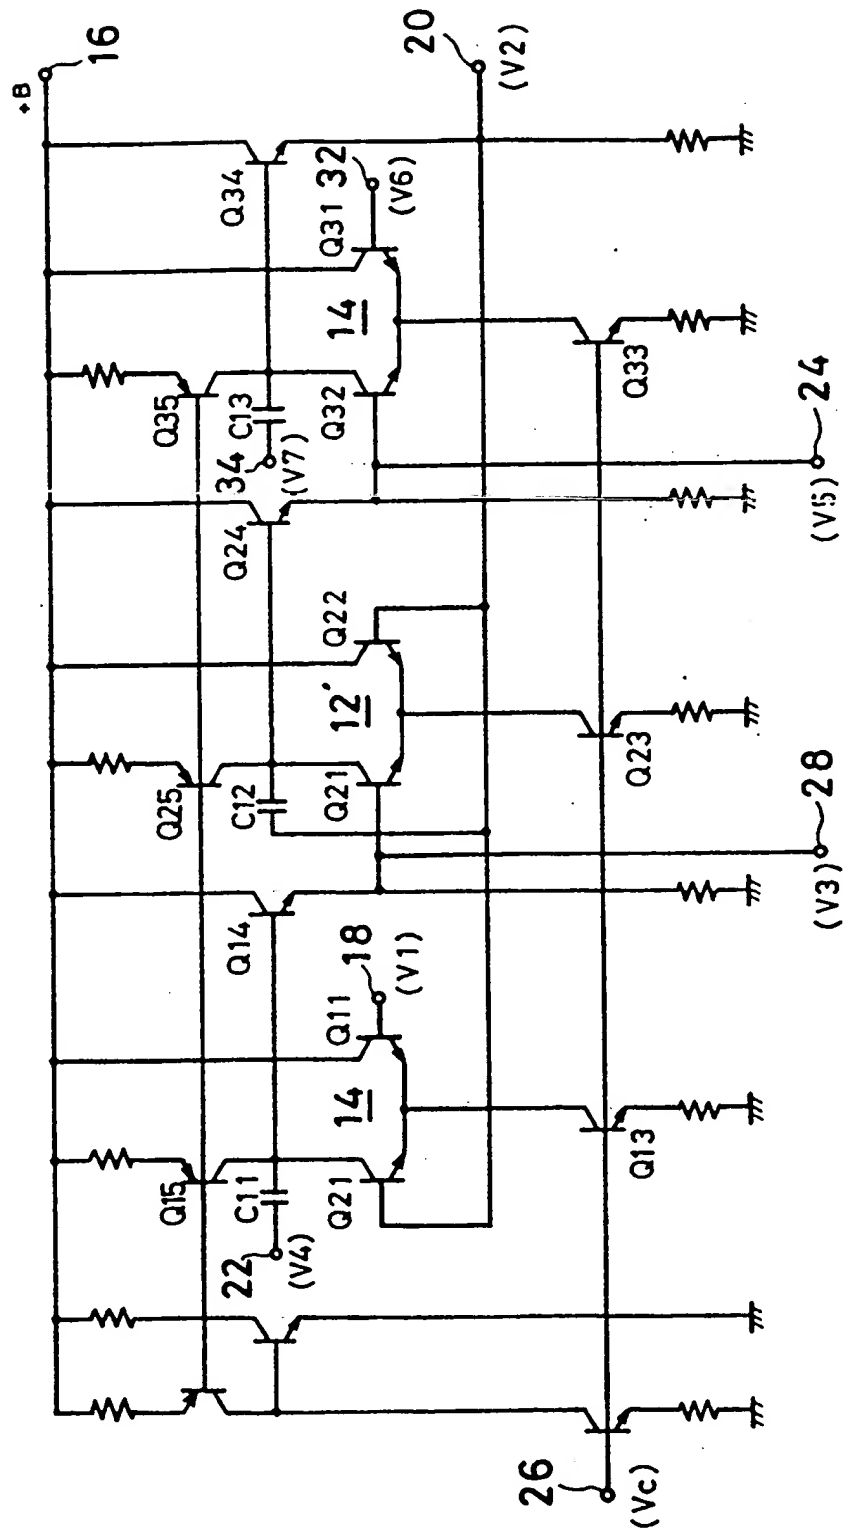 +B
16
Q15 Q25 Q35
22 C11 Q14 C12 Q24 34 C13 Q34
(V4) (V7)
Q21 14 Q11 18 Q21 12' Q22 Q32 14 Q31 32
(V1) (V6)
20
(V2)
26
(Vc) Q13 Q23 Q33
28 24
(V3) (V5)